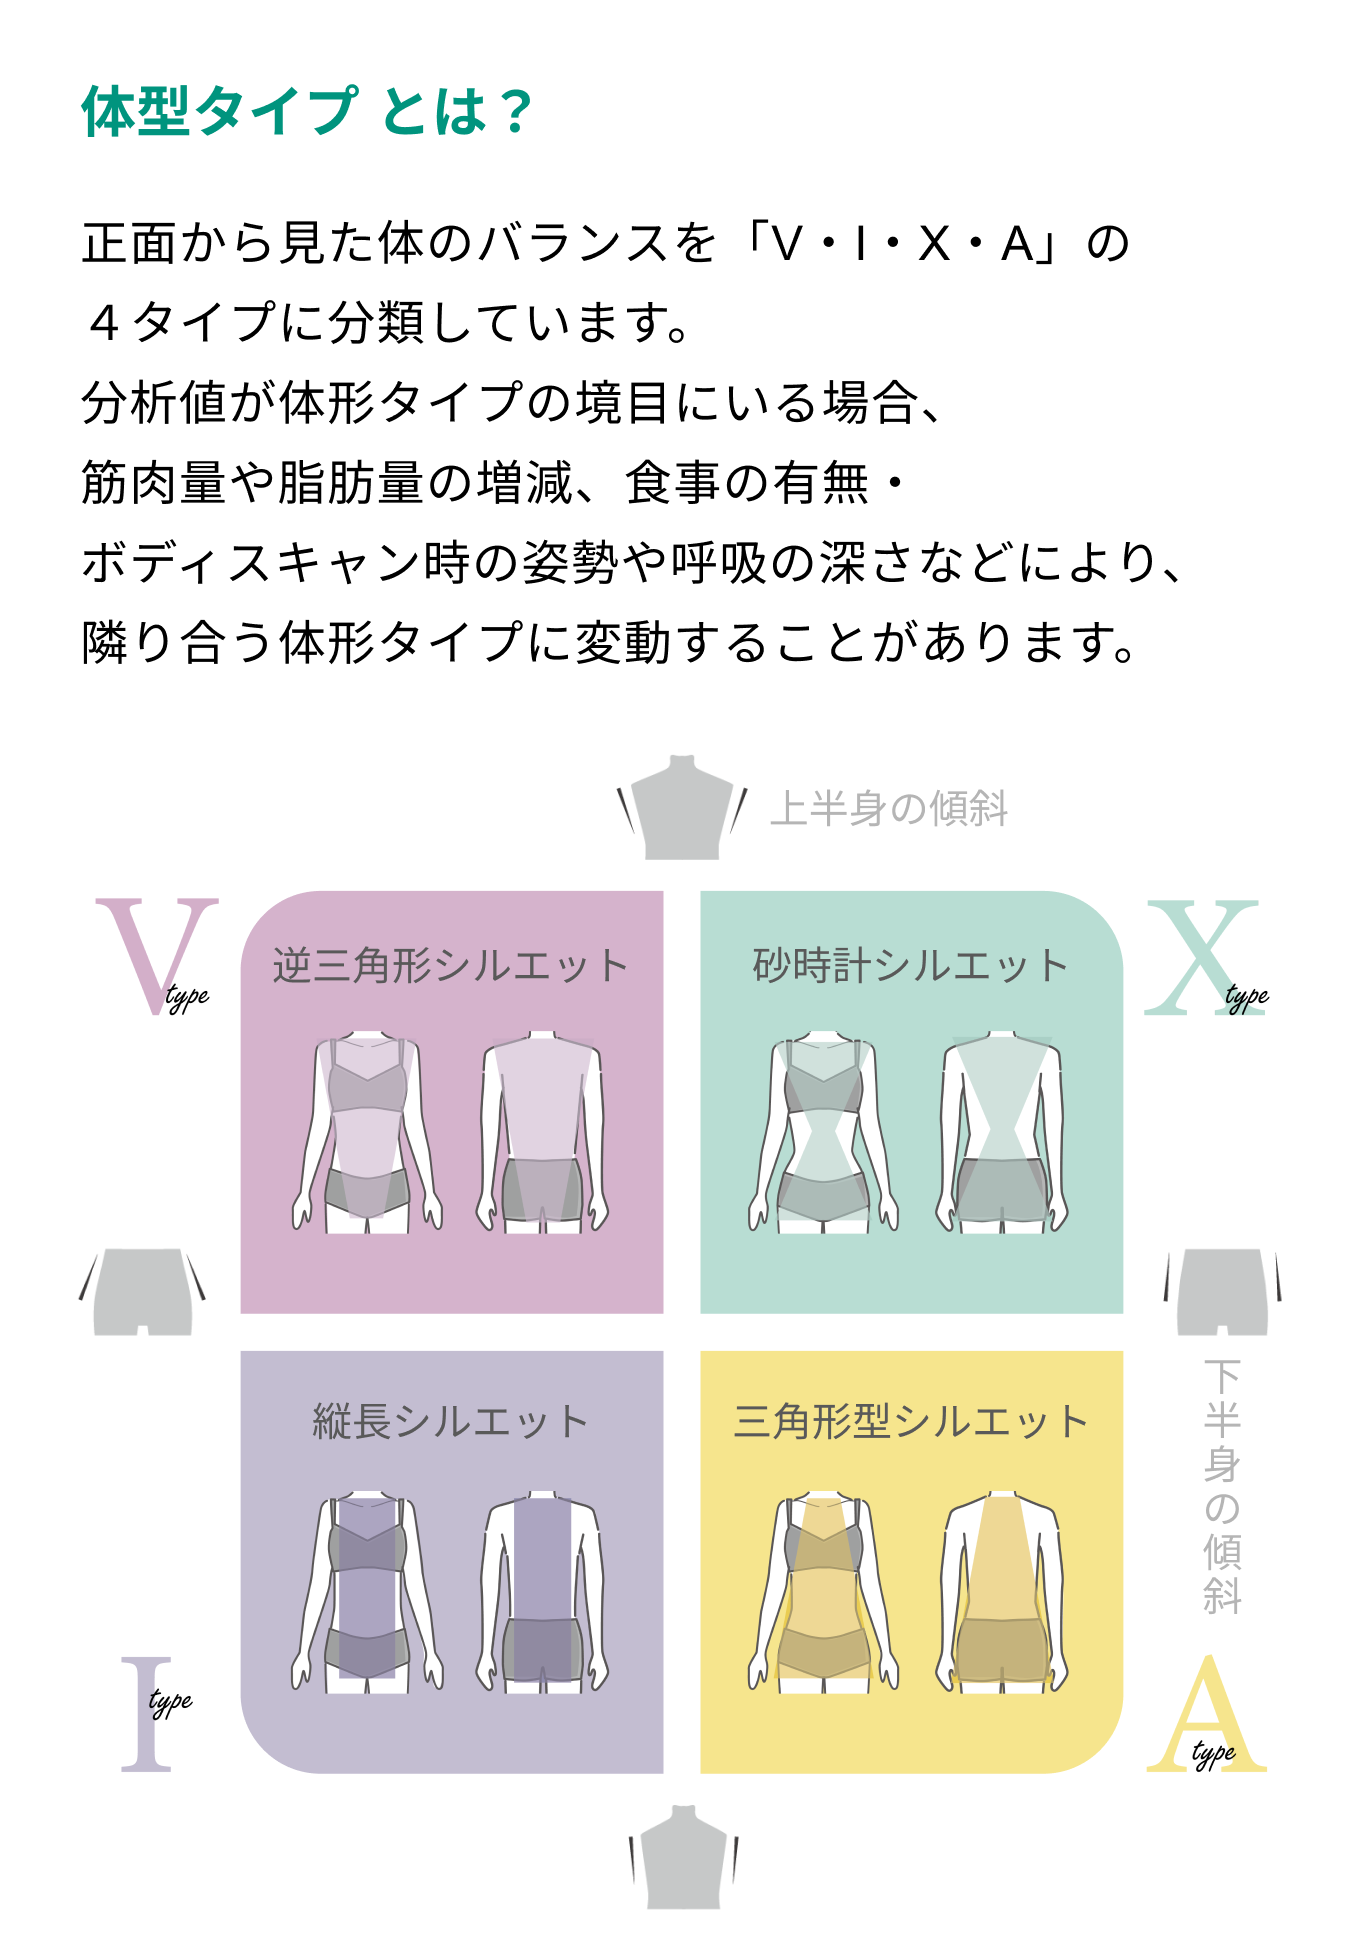 体型タイプ とは？
正面から見た体のバランスを「V・I・X・A」の
４タイプに分類しています。
分析値が体形タイプの境目にいる場合、
筋肉量や脂肪量の増減、食事の有無・
ボディスキャン時の姿勢や呼吸の深さなどにより、
隣り合う体形タイプに変動することがあります。
上半身の傾斜
V type
逆三角形シルエット
砂時計シルエット
X type
縦長シルエット
三角形型シルエット
下半身の傾斜
I type
A type